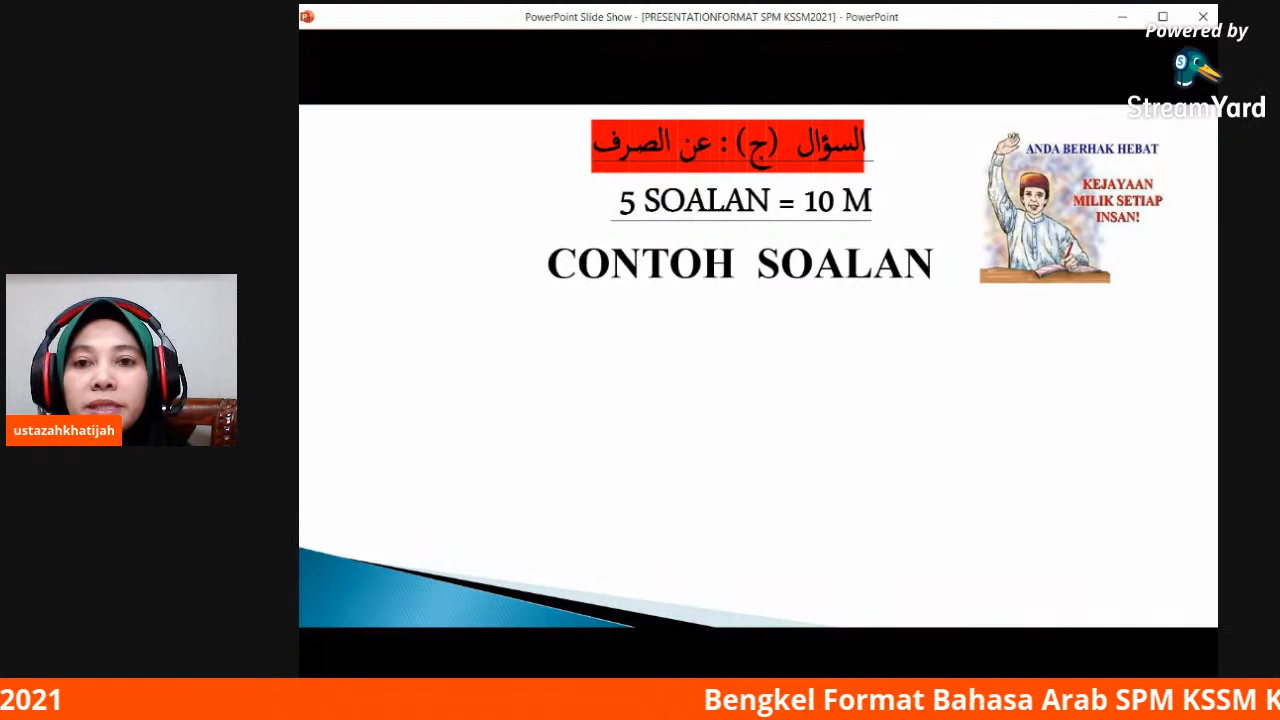 PowerPoint Slide Show - [PRESENTATIONFORMAT SPM KSSM2021] - PowerPoint
Powered by
StreamYard
السؤال (ج) : عن الصرف
5 SOALAN = 10 M
CONTOH SOALAN
ANDA BERHAK HEBAT
KEJAYAAN
MILIK SETIAP
INSAN!
ustazahkhatijah
2021
Bengkel Format Bahasa Arab SPM KSSM K